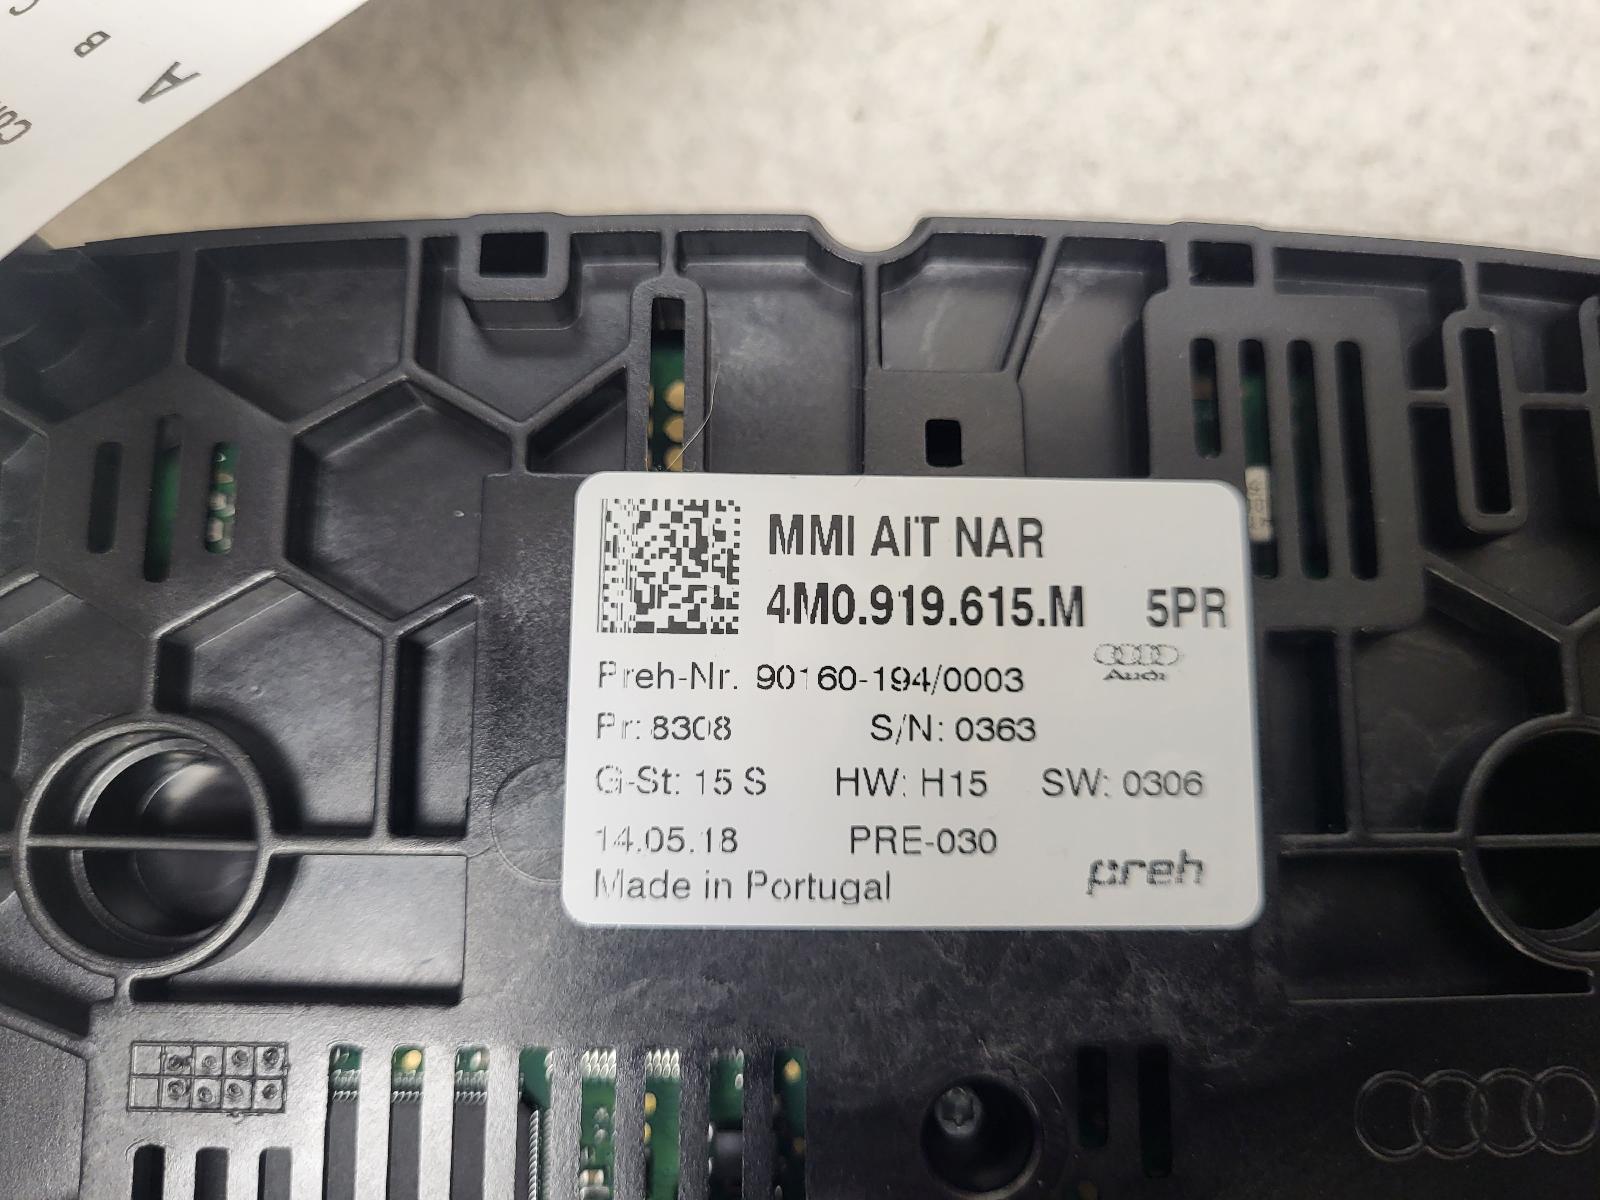 A
B
MMI AIT NAR
4M0.919.615.M 5PR
Preh-Nr. 90160-194/0003
Audi
Pr: 8308 S/N: 0363
G-St: 15 S HW: H15 SW: 0306
14.05.18 PRE-030
preh
Made in Portugal